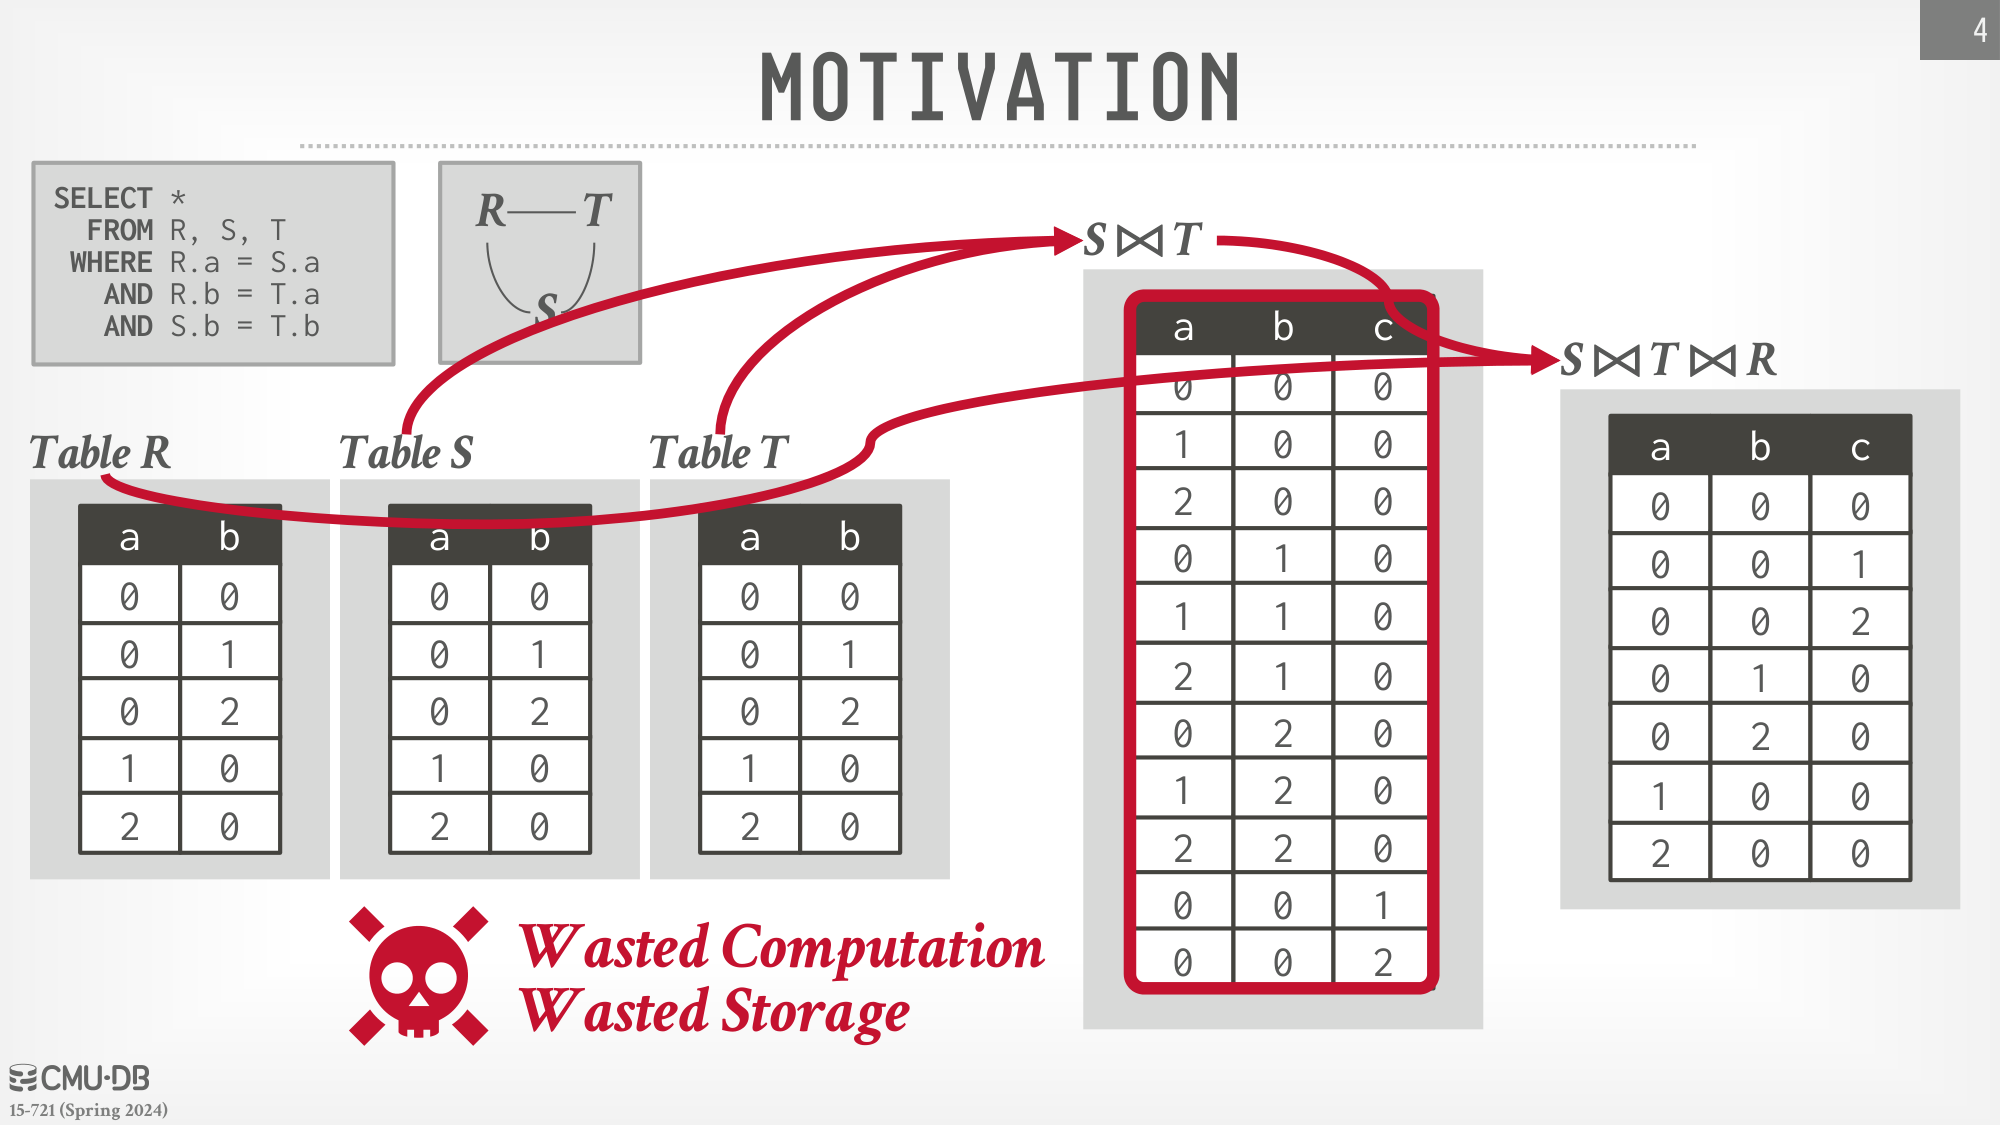 4
MOTIVATION
SELECT *
FROM R, S, T
WHERE R.a = S.a
AND R.b = T.a
AND S.b = T.b
R T
S
S⋈T
S⋈T⋈R
Table R
a b
0 0
0 1
0 2
1 0
2 0
Table S
a b
0 0
0 1
0 2
1 0
2 0
Table T
a b
0 0
0 1
0 2
1 0
2 0
a b c
0 0 0
1 0 0
2 0 0
0 1 0
1 1 0
2 1 0
0 2 0
1 2 0
2 2 0
0 0 1
0 0 2
a b c
0 0 0
0 0 1
0 0 2
0 1 0
0 2 0
1 0 0
2 0 0
Wasted Computation
Wasted Storage
CMU·DB
15-721 (Spring 2024)